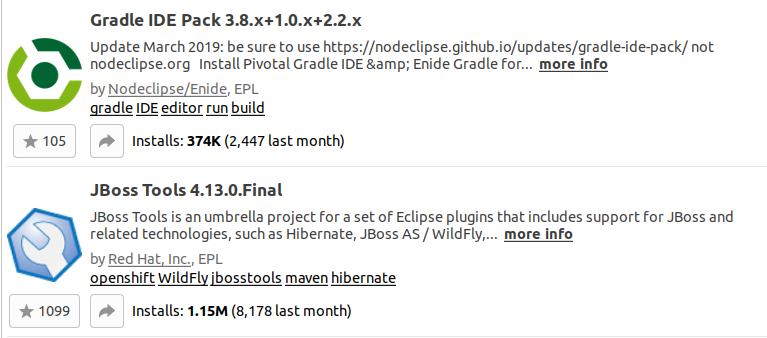 Gradle IDE Pack 3.8.x+1.0.x+2.2.x
Update March 2019: be sure to use https://nodeclipse.github.io/updates/gradle-ide-pack/ not
nodeclipse.org Install Pivotal Gradle IDE &amp; Enide Gradle for... more info
by Nodeclipse/Enide, EPL
gradle IDE editor run build
105 Installs: 374K (2,447 last month)
JBoss Tools 4.13.0.Final
JBoss Tools is an umbrella project for a set of Eclipse plugins that includes support for JBoss and
related technologies, such as Hibernate, JBoss AS / WildFly,... more info
by Red Hat, Inc., EPL
openshift WildFly jbosstools maven hibernate
1099 Installs: 1.15M (8,178 last month)